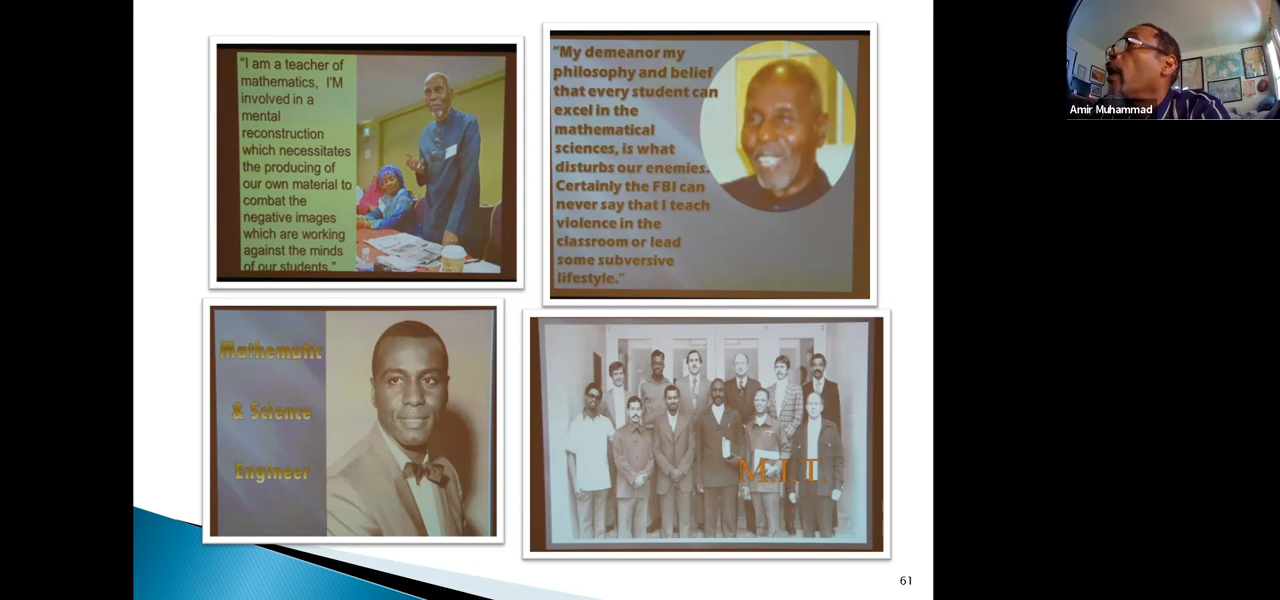 "I am a teacher of
mathematics, I'M
involved in a
mental
reconstruction
which necessitates
the producing of
our own material to
combat the
negative images
which are working
against the minds
of our students."
"My demeanor my
philosophy and belief
that every student can
excel in the
mathematical
sciences, is what
disturbs our enemies.
Certainly the FBI can
never say that I teach
violence in the
classroom or lead
some subversive
lifestyle."
Mathematic
& Science
Engineer
M.I.T.
61
Amir Muhammad